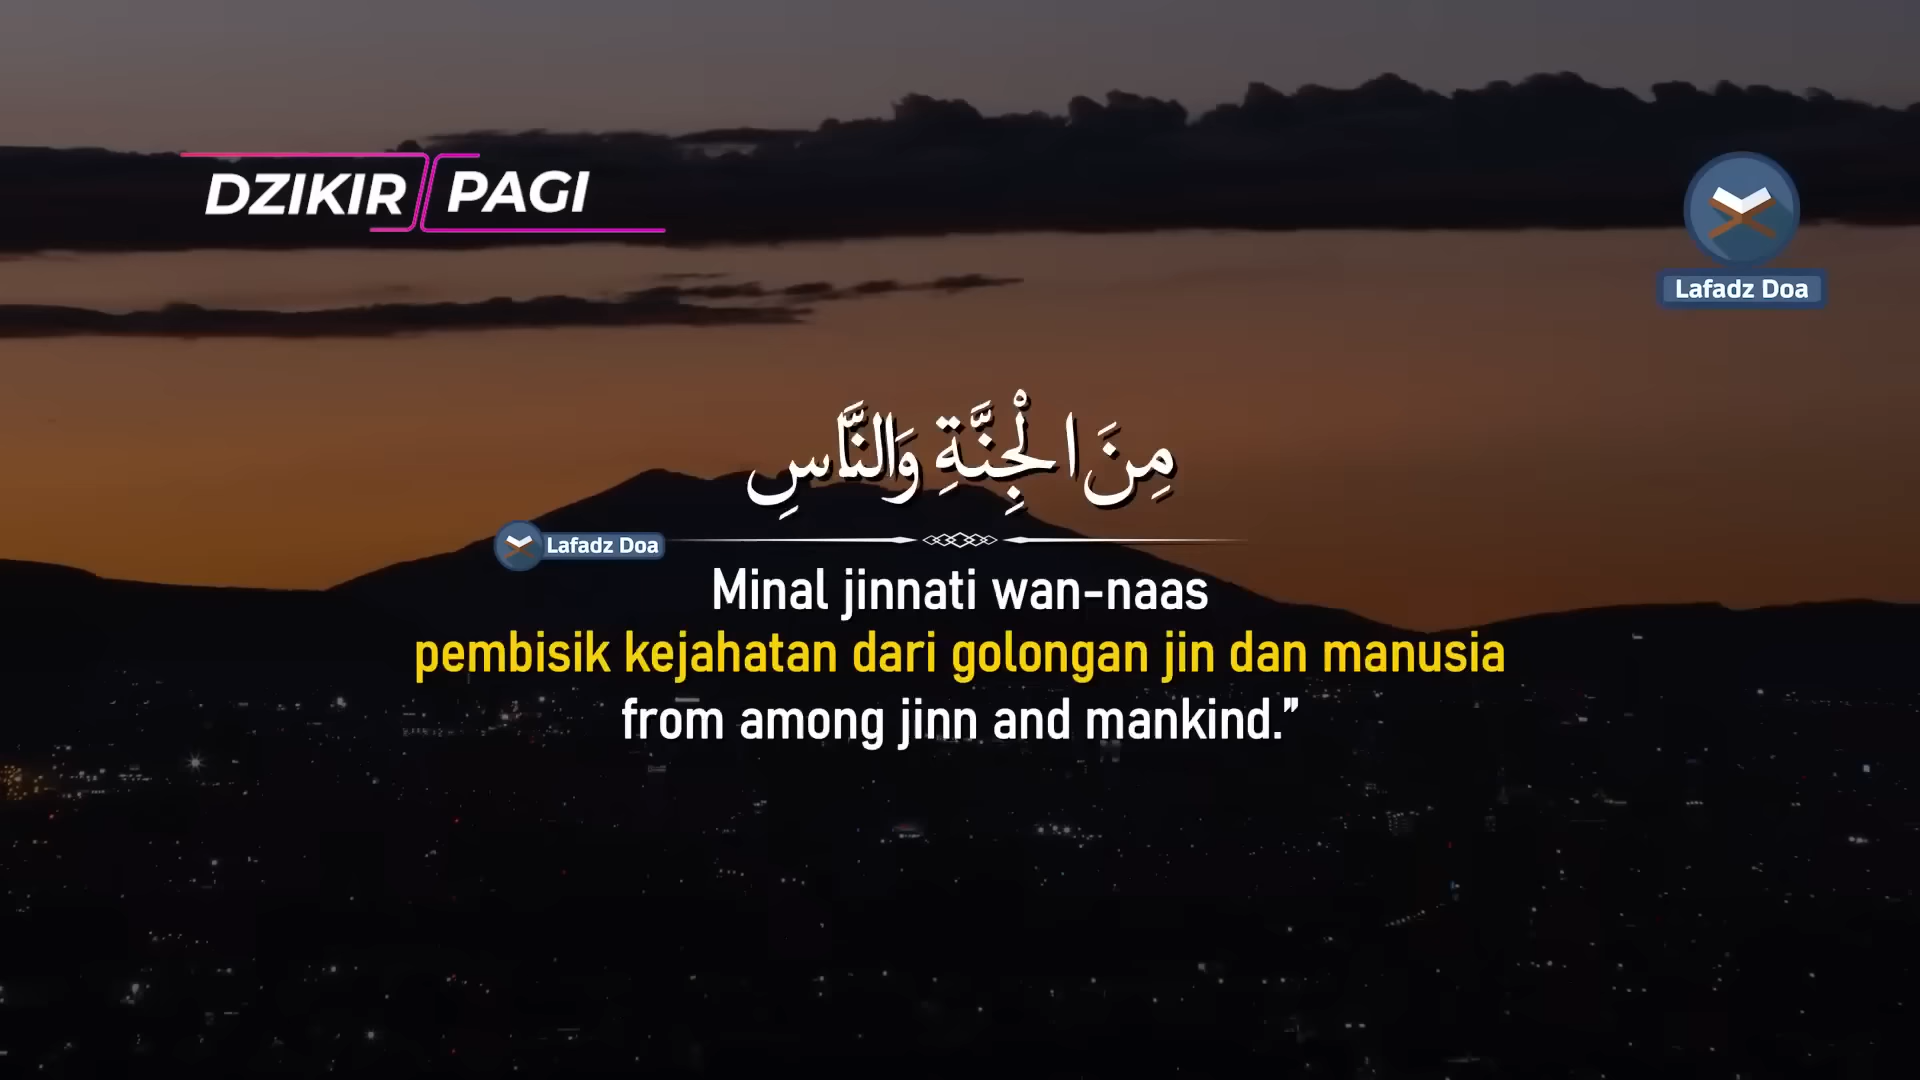 DZIKIR PAGI
Lafadz Doa
مِنَ الْجِنَّةِ وَالنَّاسِ
Lafadz Doa
Minal jinnati wan-naas
pembisik kejahatan dari golongan jin dan manusia
from among jinn and mankind.”